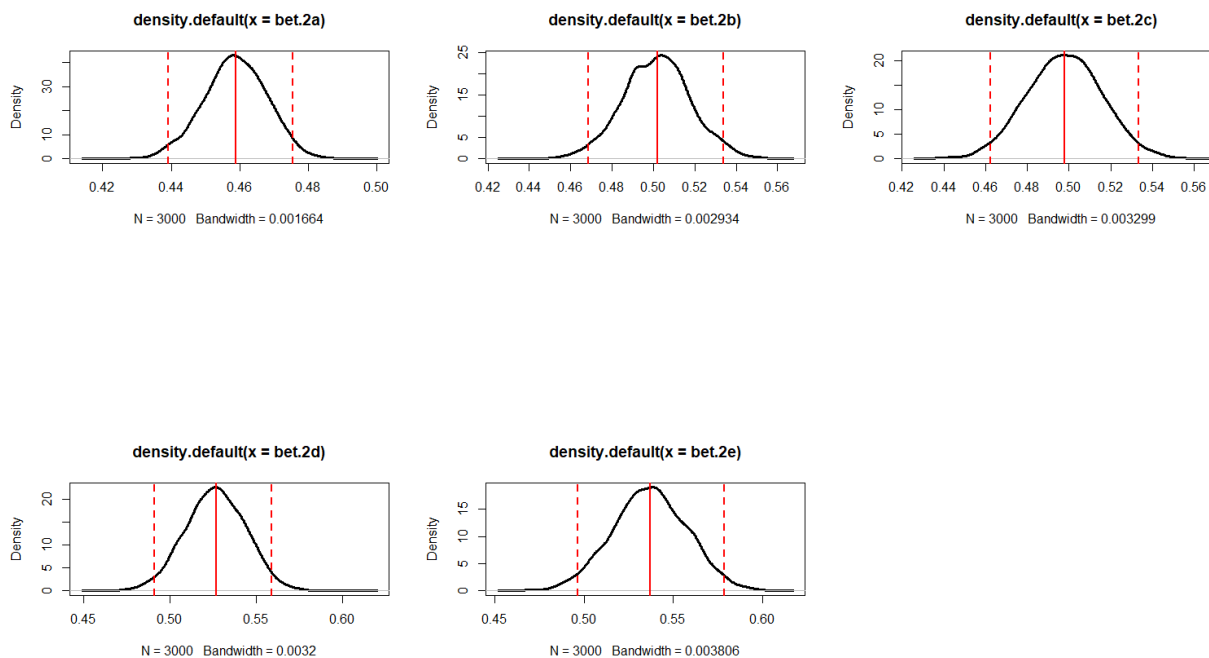 density.default(x = bet.2a)
Density
10
30
0
0.42 0.44 0.46 0.48 0.50
N = 3000 Bandwidth = 0.001664
density.default(x = bet.2b)
Density
25
15
5
0
0.42 0.44 0.46 0.48 0.50 0.52 0.54 0.56
N = 3000 Bandwidth = 0.002934
density.default(x = bet.2c)
Density
20
15
10
5
0
0.42 0.44 0.46 0.48 0.50 0.52 0.54 0.56
N = 3000 Bandwidth = 0.003299
density.default(x = bet.2d)
Density
20
15
10
5
0
0.45 0.50 0.55 0.60
N = 3000 Bandwidth = 0.0032
density.default(x = bet.2e)
Density
15
10
5
0
0.45 0.50 0.55 0.60
N = 3000 Bandwidth = 0.003806